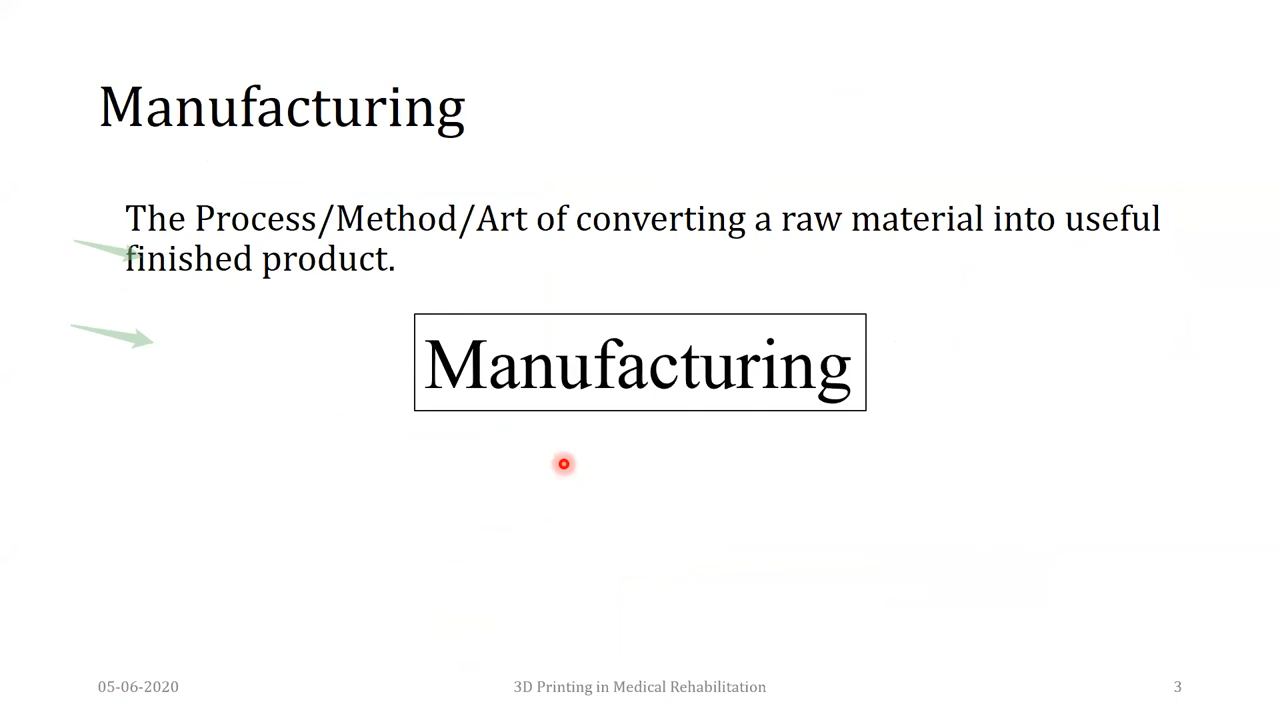 Manufacturing
The Process/Method/Art of converting a raw material into useful
finished product.
Manufacturing
05-06-2020
3D Printing in Medical Rehabilitation
3